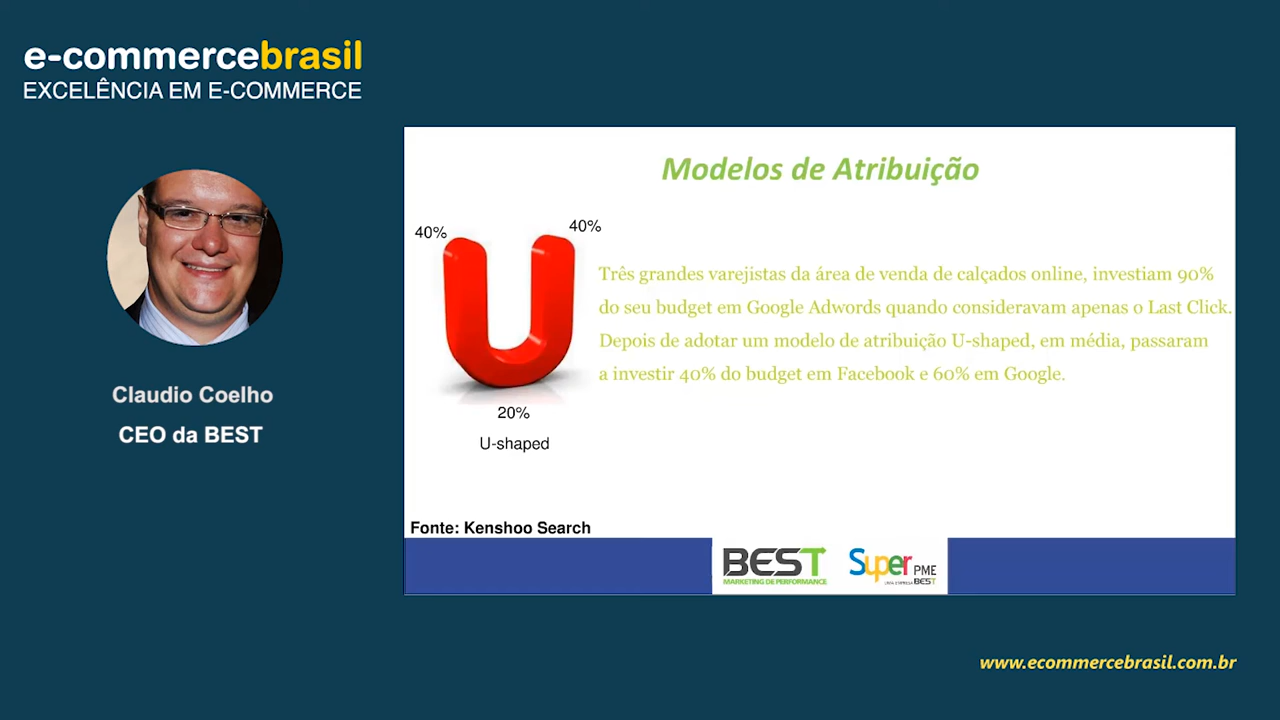 e-commercebrasil
EXCELÊNCIA EM E-COMMERCE
Claudio Coelho
CEO da BEST
Modelos de Atribuição
40%
40%
U
20%
U-shaped
Três grandes varejistas da área de venda de calçados online, investiam 90%
do seu budget em Google Adwords quando consideravam apenas o Last Click.
Depois de adotar um modelo de atribuição U-shaped, em média, passaram
a investir 40% do budget em Facebook e 60% em Google.
Fonte: Kenshoo Search
BEST
MARKETING DE PERFORMANCE
Super PME
UMA EMPRESA BEST
www.ecommercebrasil.com.br